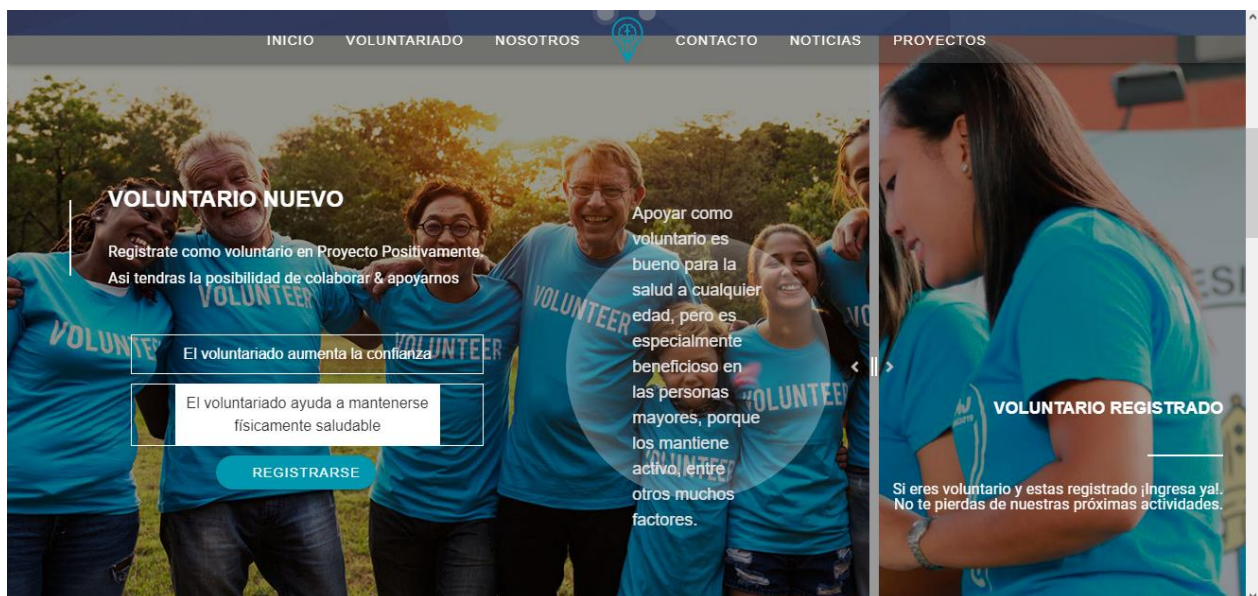 INICIO VOLUNTARIADO NOSOTROS CONTACTO NOTICIAS PROYECTOS
VOLUNTARIO NUEVO
Registrate como voluntario en Proyecto Positivamente.
Asi tendras la posibilidad de colaborar & apoyarnos
El voluntariado aumenta la confianza
El voluntariado ayuda a mantenerse
físicamente saludable
REGISTRARSE
Apoyar como
voluntario es
bueno para la
salud a cualquier
edad, pero es
especialmente
beneficioso en
las personas
mayores, porque
los mantiene
activo, entre
otros muchos
factores.
VOLUNTARIO REGISTRADO
Si eres voluntario y estas registrado ¡Ingresa ya!.
No te pierdas de nuestras próximas actividades.
VOLUNTEER
VOLUNTEER
VOLUNTEER
VOLUNTEER